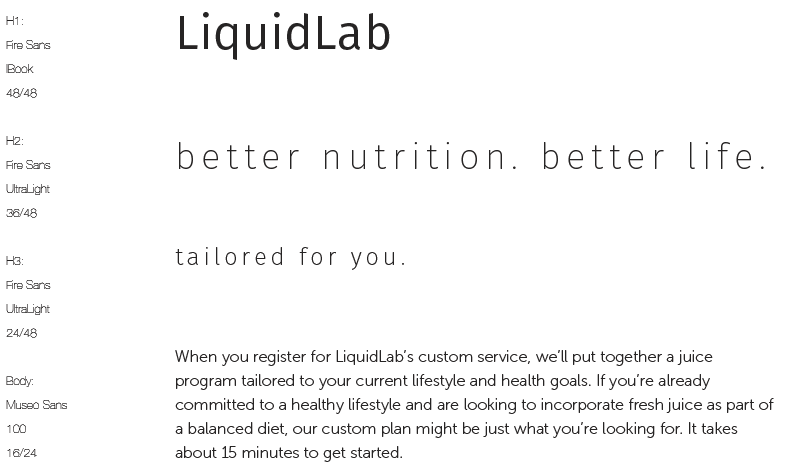 H1:
Fire Sans
IBook
48/48
LiquidLab
H2:
Fire Sans
UltraLight
36/48
better nutrition. better life.
H3:
Fire Sans
UltraLight
24/48
tailored for you.
Body:
Museo Sans
100
16/24
When you register for LiquidLab's custom service, we'll put together a juice
program tailored to your current lifestyle and health goals. If you're already
committed to a healthy lifestyle and are looking to incorporate fresh juice as part of
a balanced diet, our custom plan might be just what you're looking for. It takes
about 15 minutes to get started.